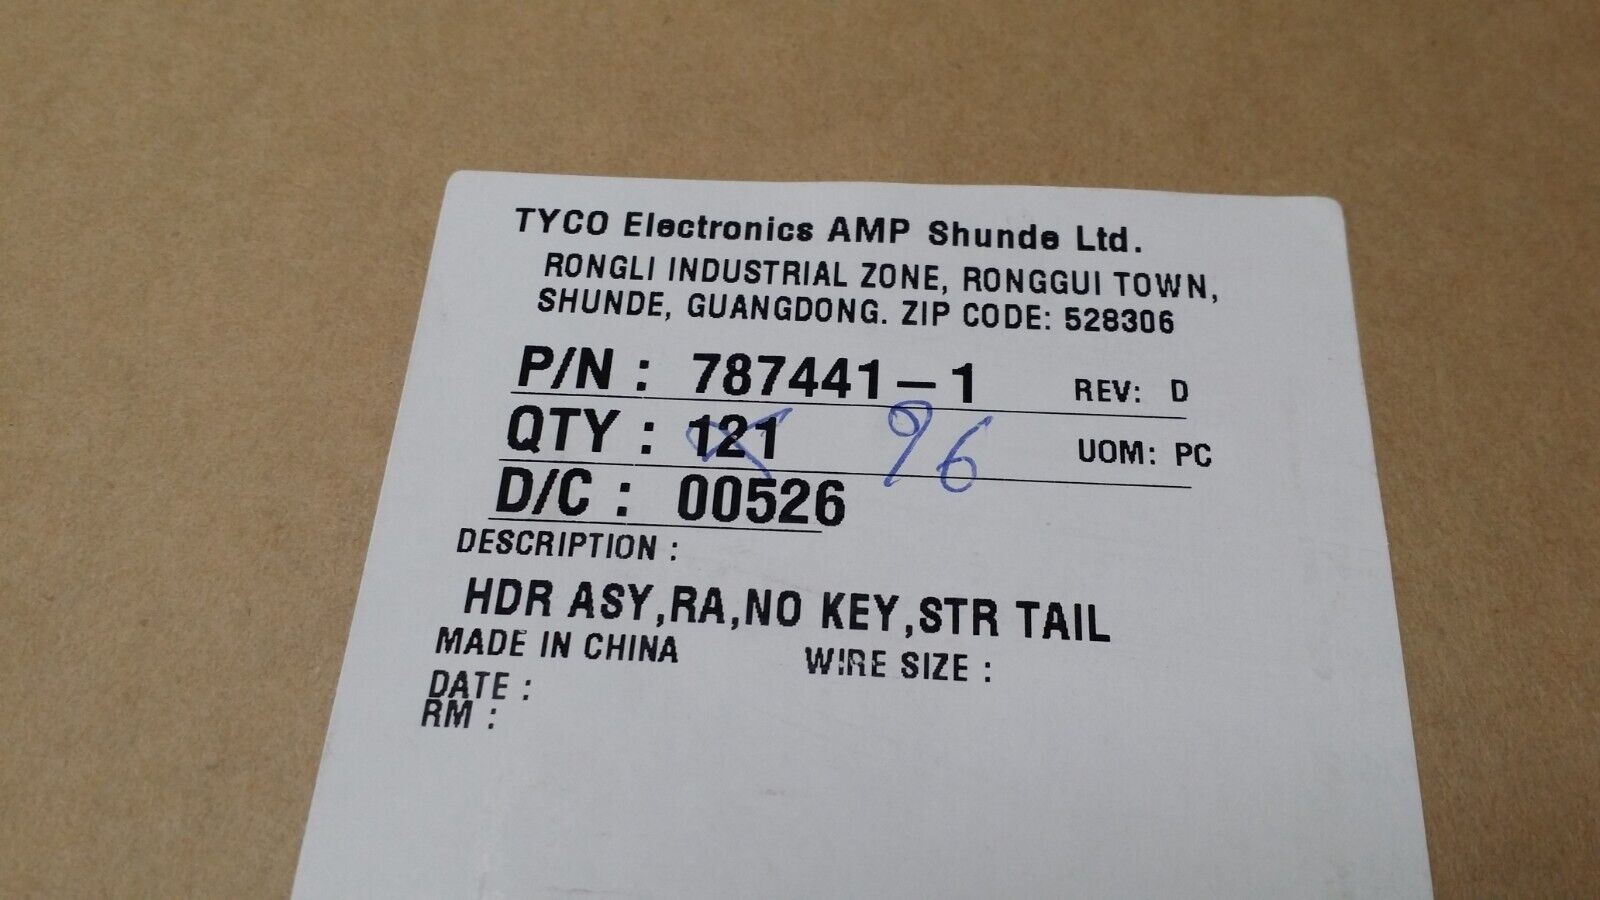 TYCO Electronics AMP Shunde Ltd.
RONGLI INDUSTRIAL ZONE, RONGGUI TOWN,
SHUNDE, GUANGDONG. ZIP CODE: 528306
P/N : 787441-1 REV: D
QTY : 121 96 UOM: PC
D/C : 00526
DESCRIPTION :
HDR ASY,RA,NO KEY,STR TAIL
MADE IN CHINA WIRE SIZE :
DATE :
RM :